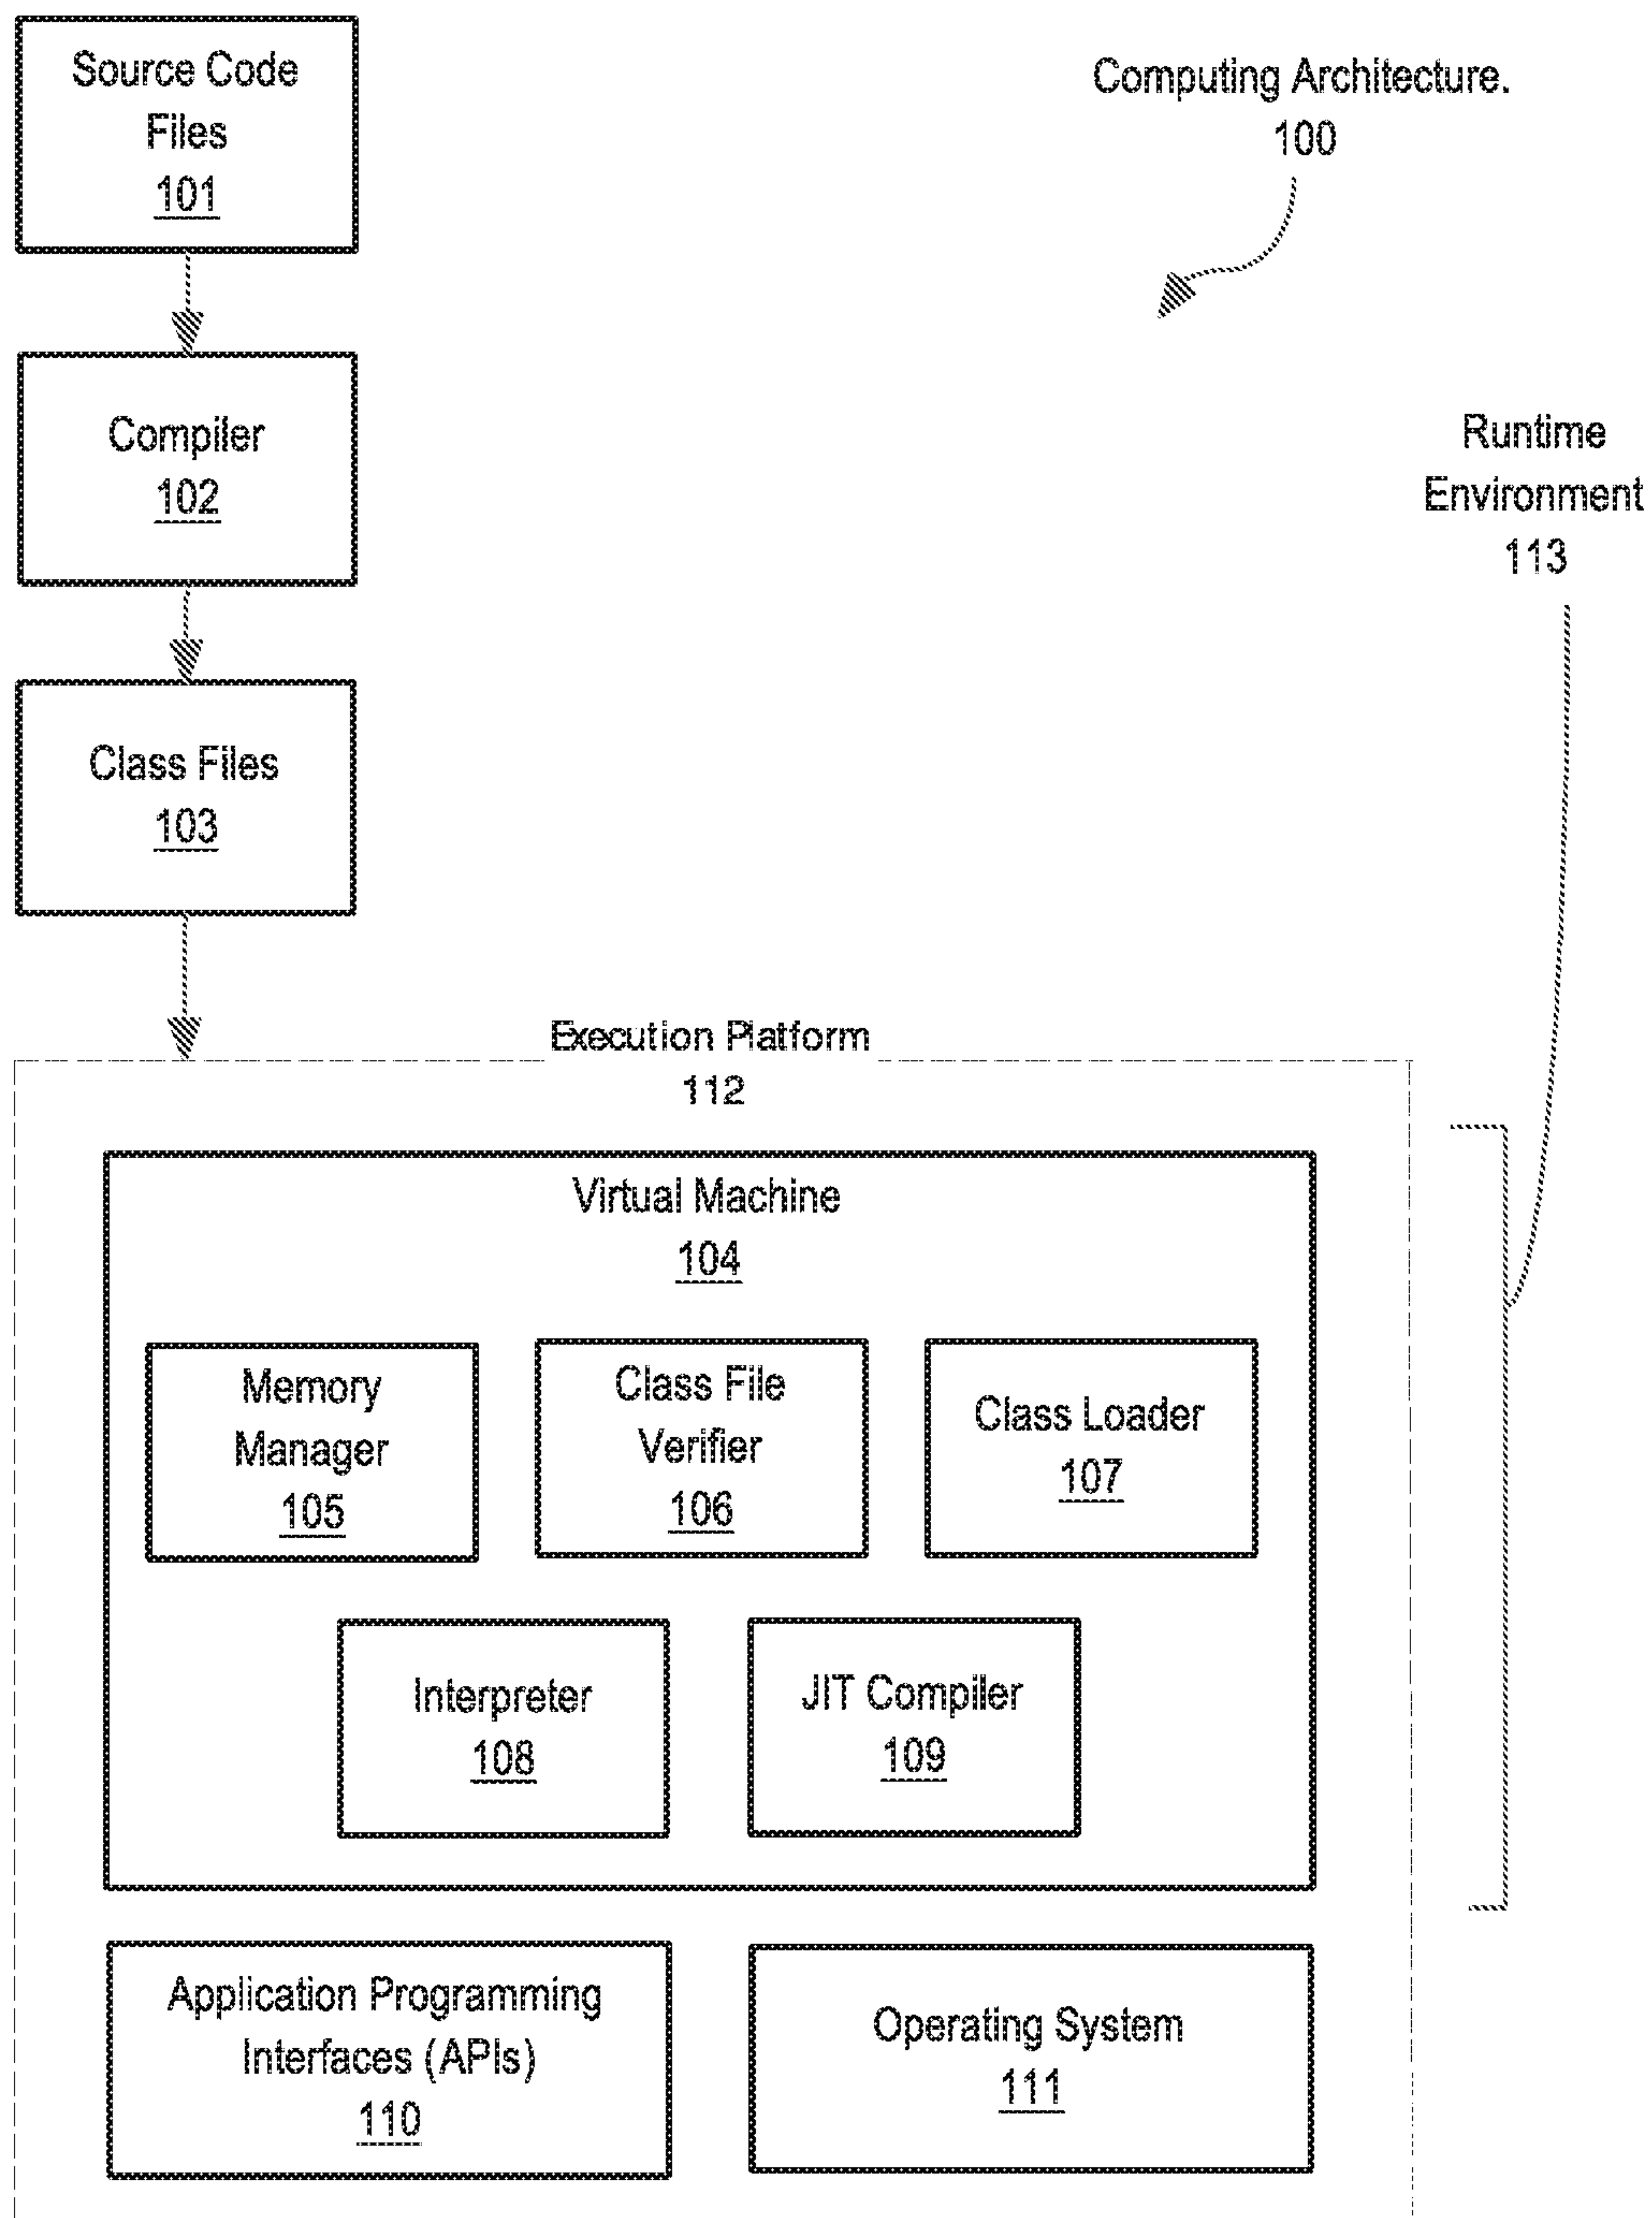 Source Code
Files
101
Computing Architecture.
100
Compiler
102
Runtime
Environment
113
Class Files
103
Execution Platform
112
Virtual Machine
104
Memory
Manager
105
Class File
Verifier
106
Class Loader
107
Interpreter
108
JIT Compiler
109
Application Programming
Interfaces (APIs)
110
Operating System
111